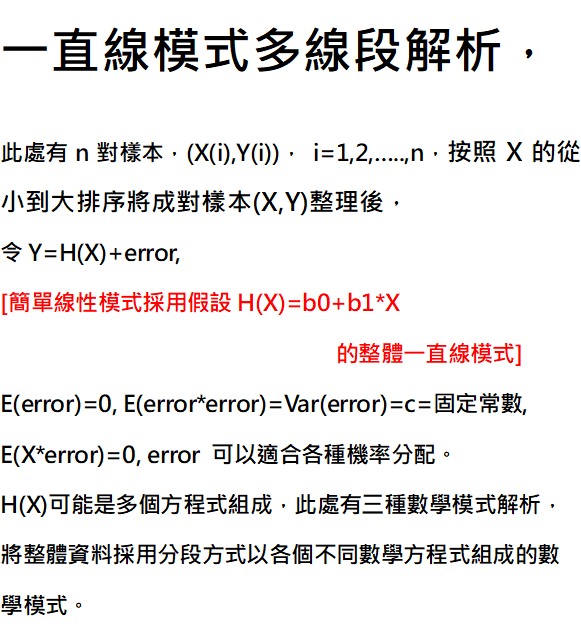 一直線模式多線段解析，
此處有 n 對樣本，(X(i),Y(i))， i=1,2,…..,n，按照 X 的從
小到大排序將成對樣本(X,Y)整理後，
令 Y=H(X)+error,
[簡單線性模式採用假設 H(X)=b0+b1*X
的整體一直線模式]
E(error)=0, E(error*error)=Var(error)=c=固定常數,
E(X*error)=0, error 可以適合各種機率分配。
H(X)可能是多個方程式組成，此處有三種數學模式解析，
將整體資料採用分段方式以各個不同數學方程式組成的數
學模式。